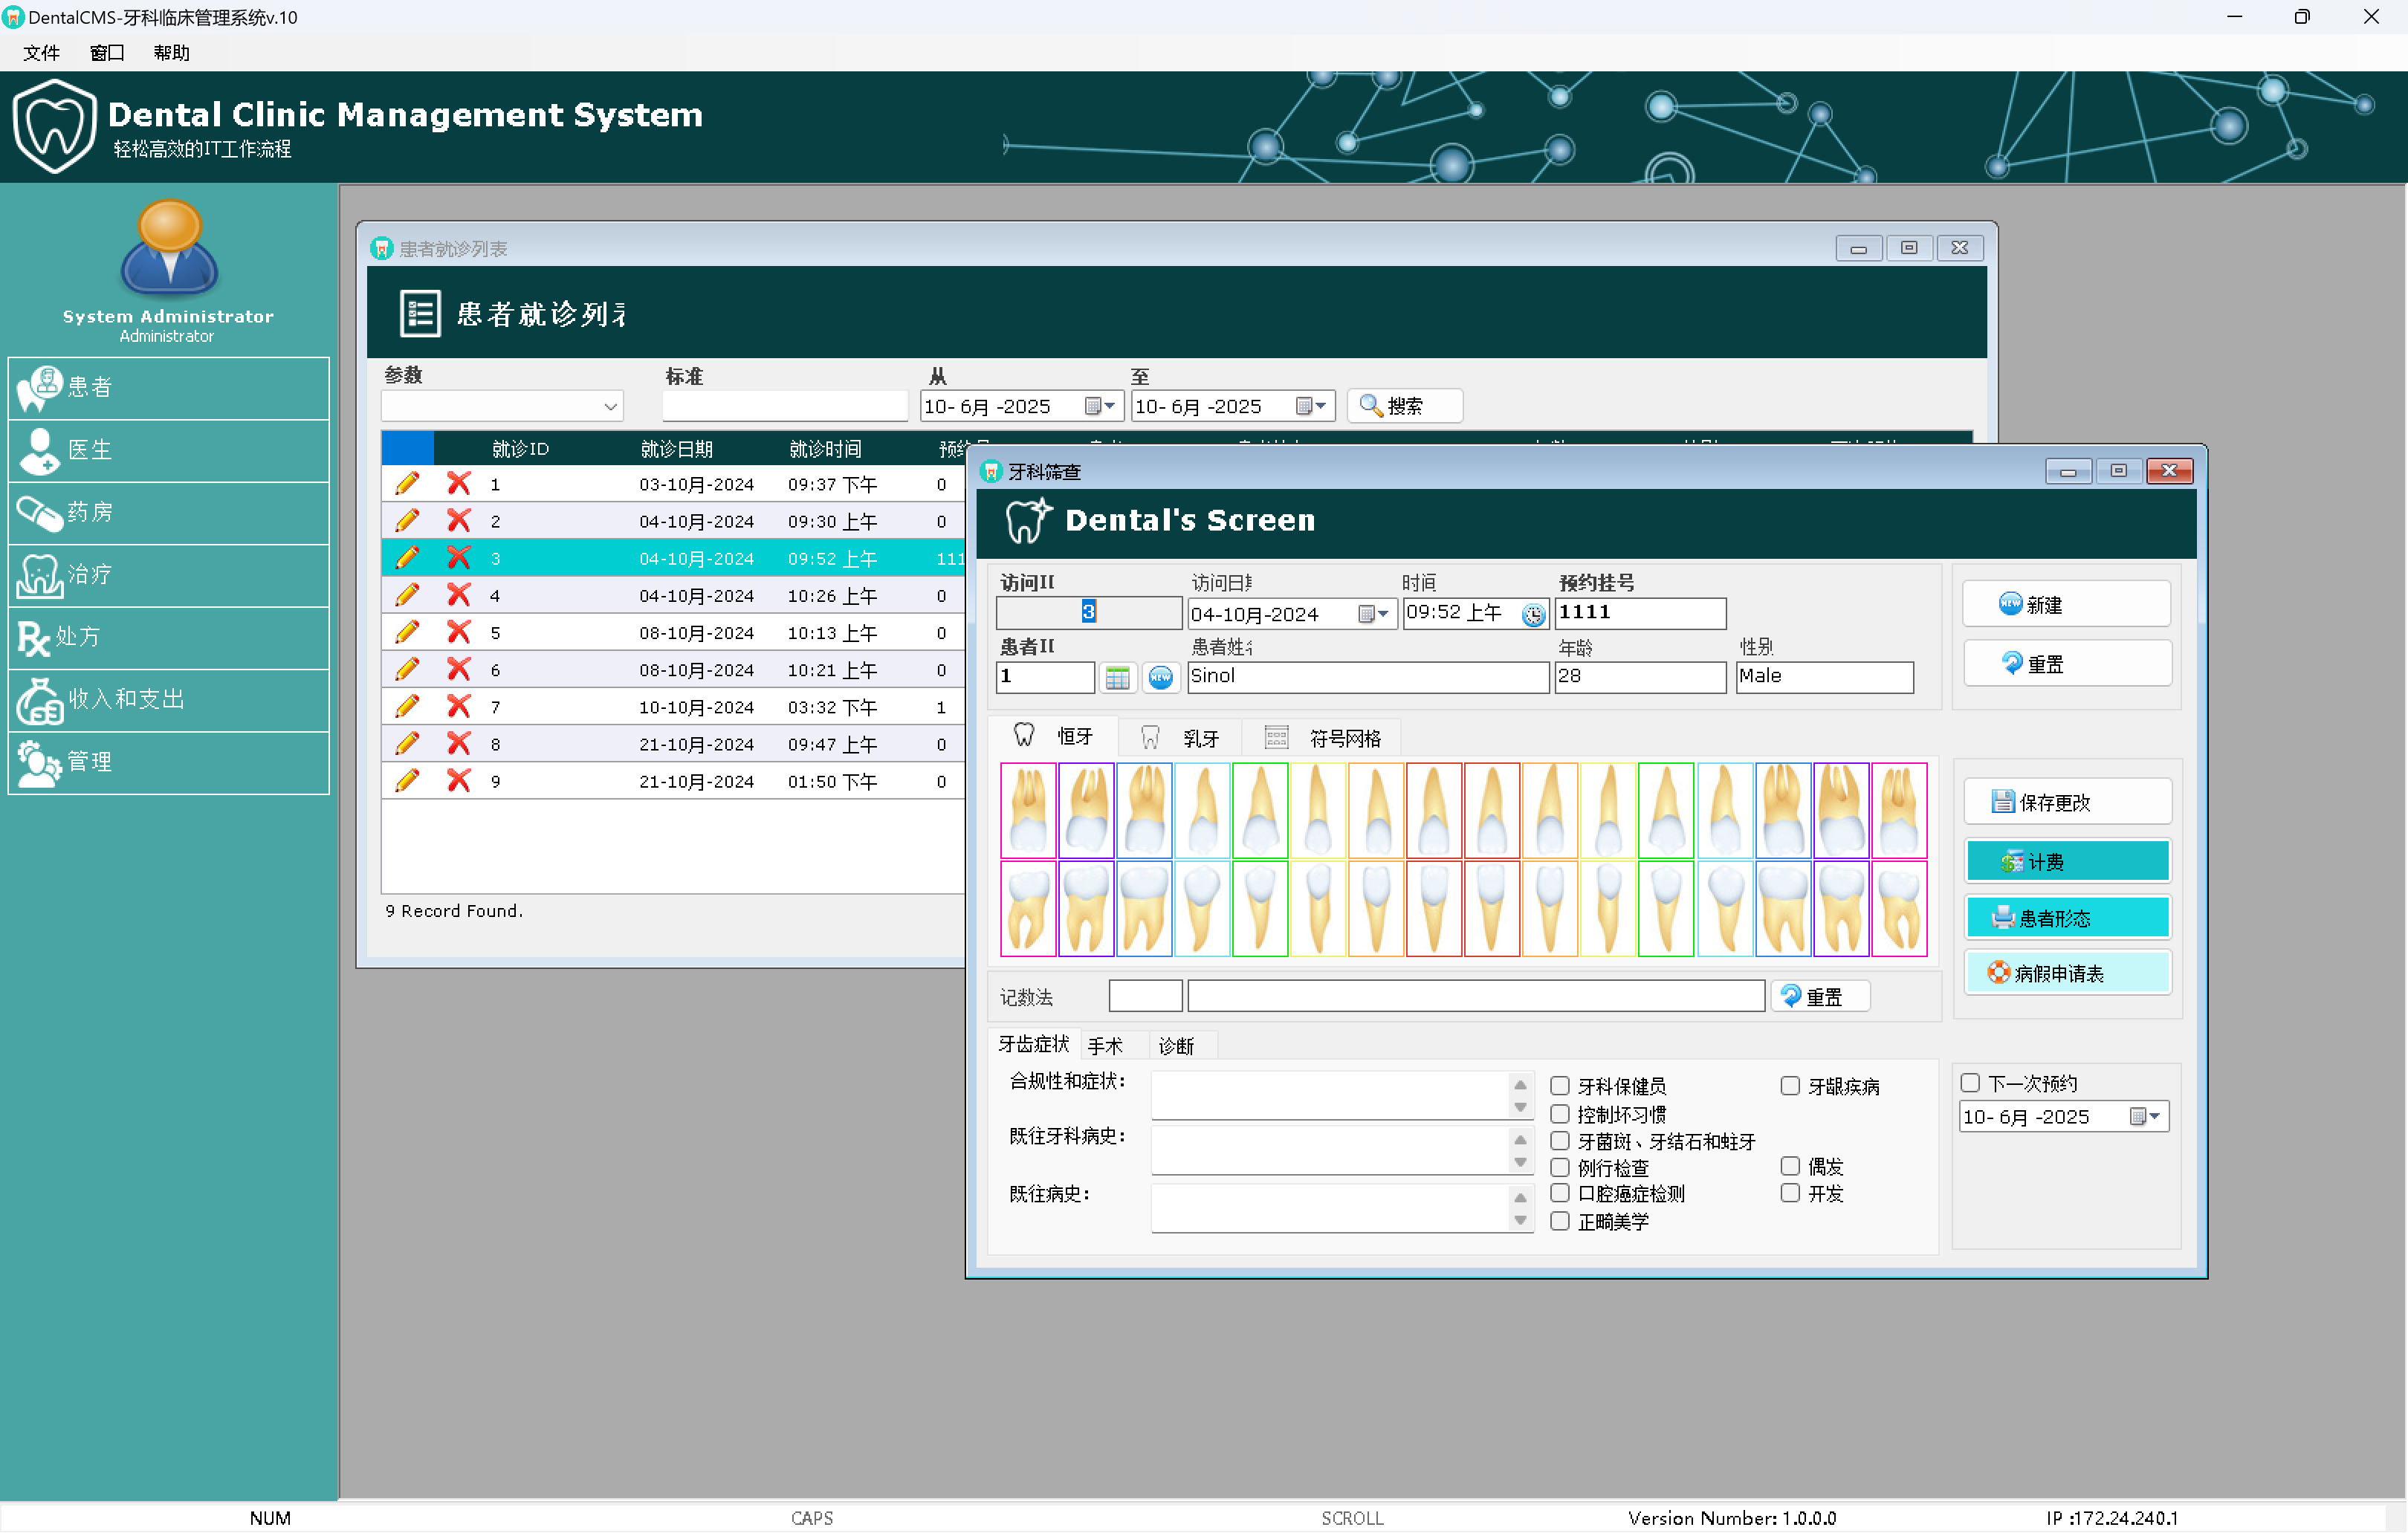 DentalCMS-牙科临床管理系统v.10
文件 窗口 帮助
Dental Clinic Management System
轻松高效的IT工作流程
System Administrator
Administrator
患者
医生
药房
治疗
处方
收入和支出
管理
患者就诊列表
患者就诊列
参数 标准 从 至
10- 6月 -2025 10- 6月 -2025 搜索
就诊ID 就诊日期 就诊时间
1 03-10月-2024 09:37 下午 0
2 04-10月-2024 09:30 上午 0
3 04-10月-2024 09:52 上午 111
4 04-10月-2024 10:26 上午 0
5 08-10月-2024 10:13 上午 0
6 08-10月-2024 10:21 上午 0
7 10-10月-2024 03:32 下午 1
8 21-10月-2024 09:47 上午 0
9 21-10月-2024 01:50 下午 0
9 Record Found.
牙科筛查
Dental's Screen
访问I 访问日 时间 预约挂号
3 04-10月-2024 09:52 上午 1111
患者I 患者姓 年龄 性别
1 NEW Sinol 28 Male
NEW 新建
重置
恒牙 乳牙 符号网格
保存更改
计费
患者形态
病假申请表
记数法 重置
牙齿症状 手术 诊断
合规性和症状:
既往牙科病史:
既往病史:
牙科保健员 牙龈疾病
控制坏习惯
牙菌斑、牙结石和蛀牙
例行检查 偶发
口腔癌症检测 开发
正畸美学
下一次预约
10- 6月 -2025
NUM CAPS SCROLL Version Number: 1.0.0.0 IP :172.24.240.1